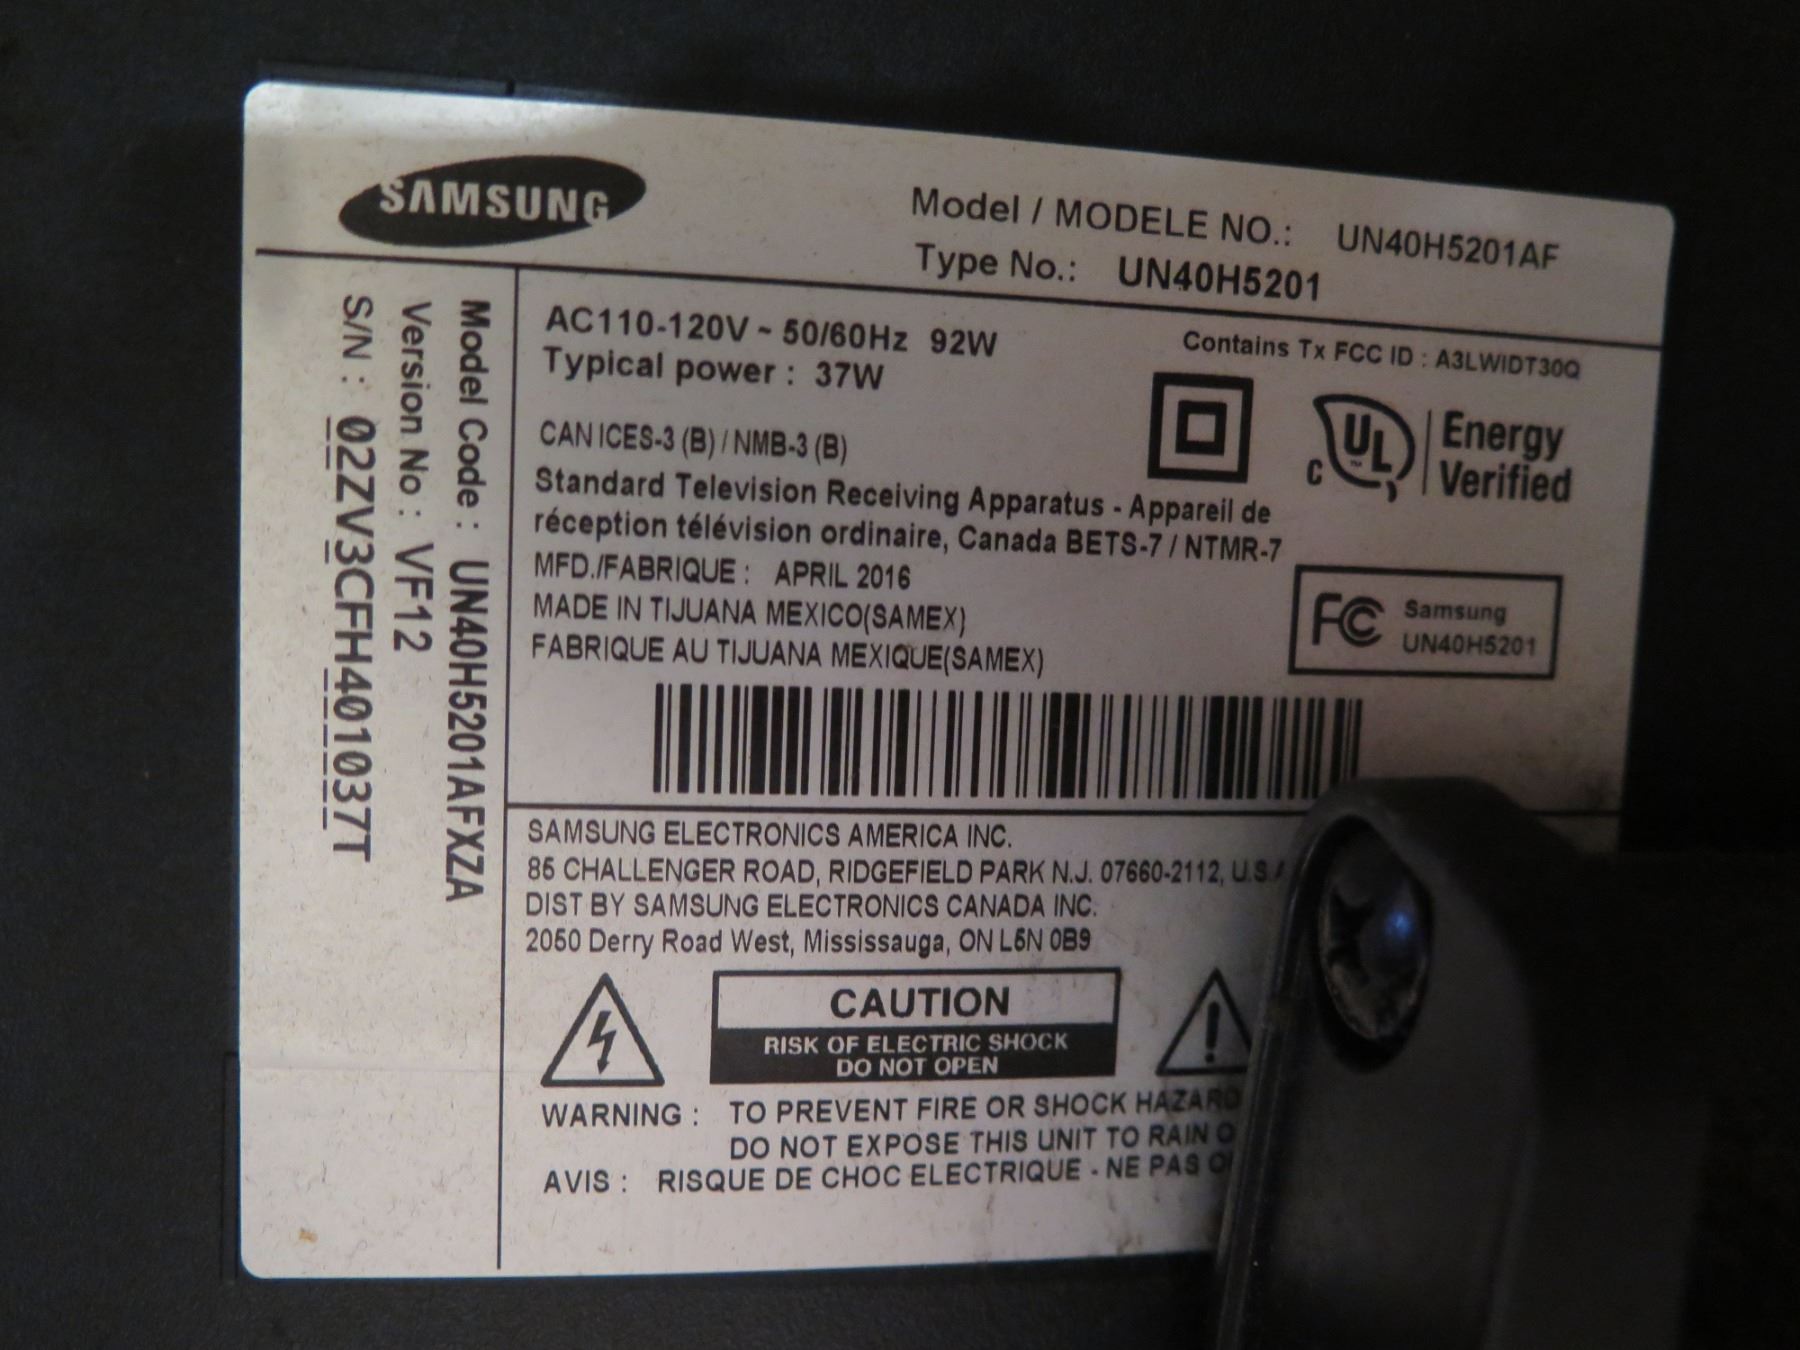 SAMSUNG
Model / MODELE NO.: UN40H5201AF
Type No.: UN40H5201
Model Code : UN40H5201AFXZA
Version No : VF12
S/N : 02ZV3CFH401037T
AC110-120V ~ 50/60Hz 92W
Typical power : 37W
Contains Tx FCC ID : A3LWIDT30Q
CAN ICES-3 (B) / NMB-3 (B)
C UL TM Energy
Verified
Standard Television Receiving Apparatus - Appareil de
réception télévision ordinaire, Canada BETS-7 / NTMR-7
MFD./FABRIQUE : APRIL 2016
MADE IN TIJUANA MEXICO(SAMEX)
FABRIQUE AU TIJUANA MEXIQUE(SAMEX)
FC Samsung
UN40H5201
SAMSUNG ELECTRONICS AMERICA INC.
85 CHALLENGER ROAD, RIDGEFIELD PARK N.J. 07660-2112, U.S.A
DIST BY SAMSUNG ELECTRONICS CANADA INC.
2050 Derry Road West, Mississauga, ON L5N 0B9
CAUTION
RISK OF ELECTRIC SHOCK
DO NOT OPEN
WARNING : TO PREVENT FIRE OR SHOCK HAZARD
DO NOT EXPOSE THIS UNIT TO RAIN
AVIS : RISQUE DE CHOC ELECTRIQUE - NE PAS